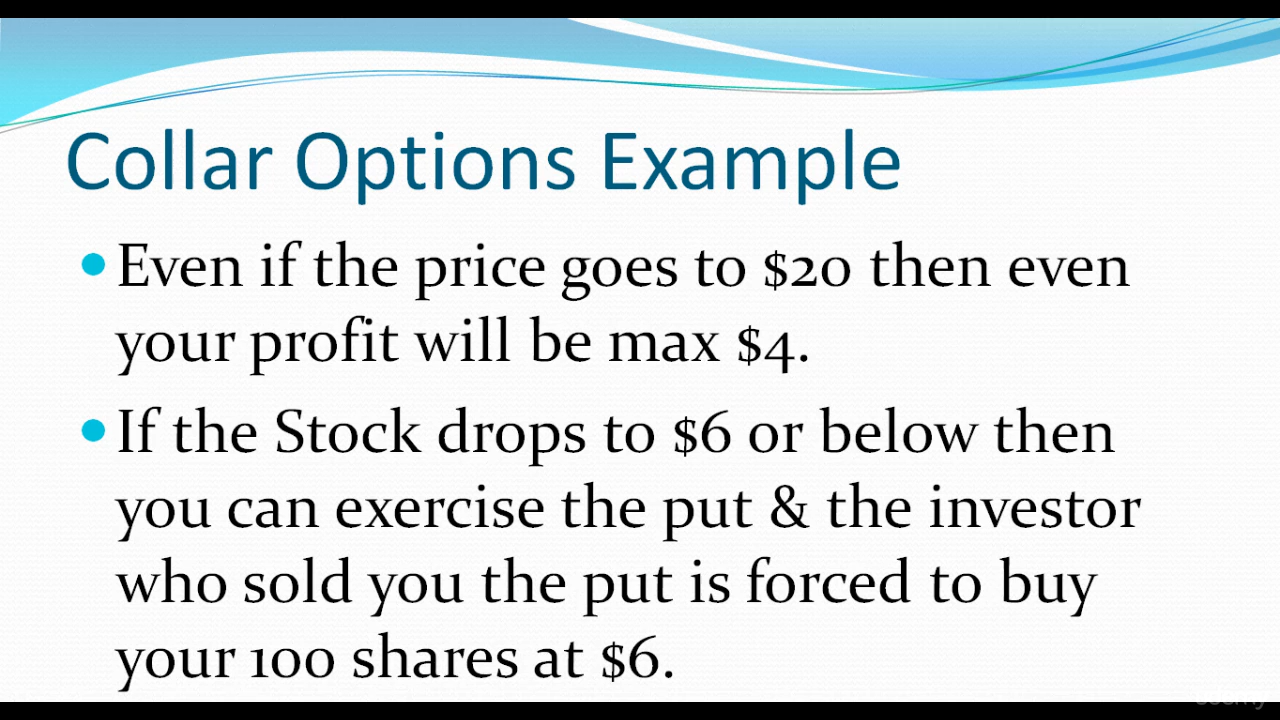 Collar Options Example
Even if the price goes to $20 then even
your profit will be max $4.
If the Stock drops to $6 or below then
you can exercise the put & the investor
who sold you the put is forced to buy
your 100 shares at $6.